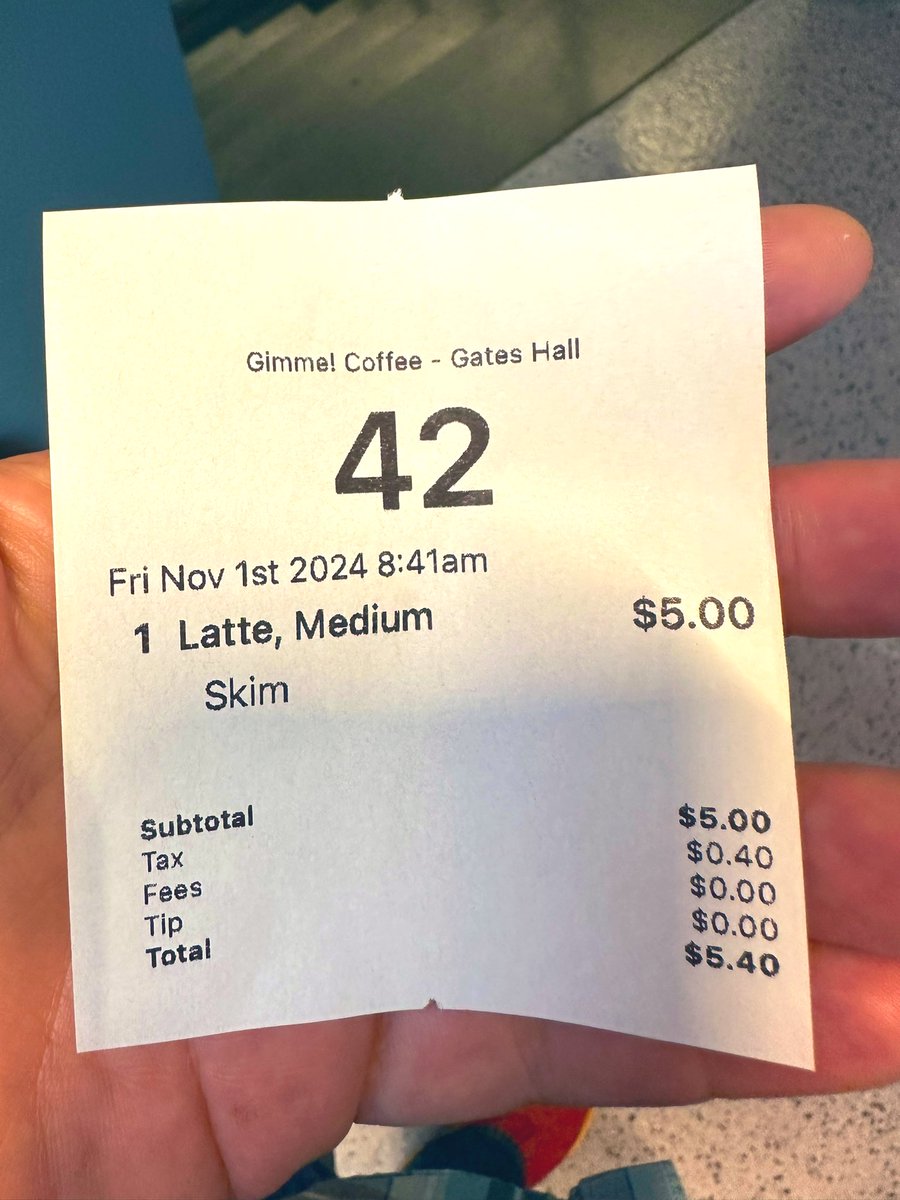 Gimme! Coffee - Gates Hall
42
Fri Nov 1st 2024 8:41am
1 Latte, Medium $5.00
Skim
Subtotal $5.00
Tax $0.40
Fees $0.00
Tip $0.00
Total $5.40